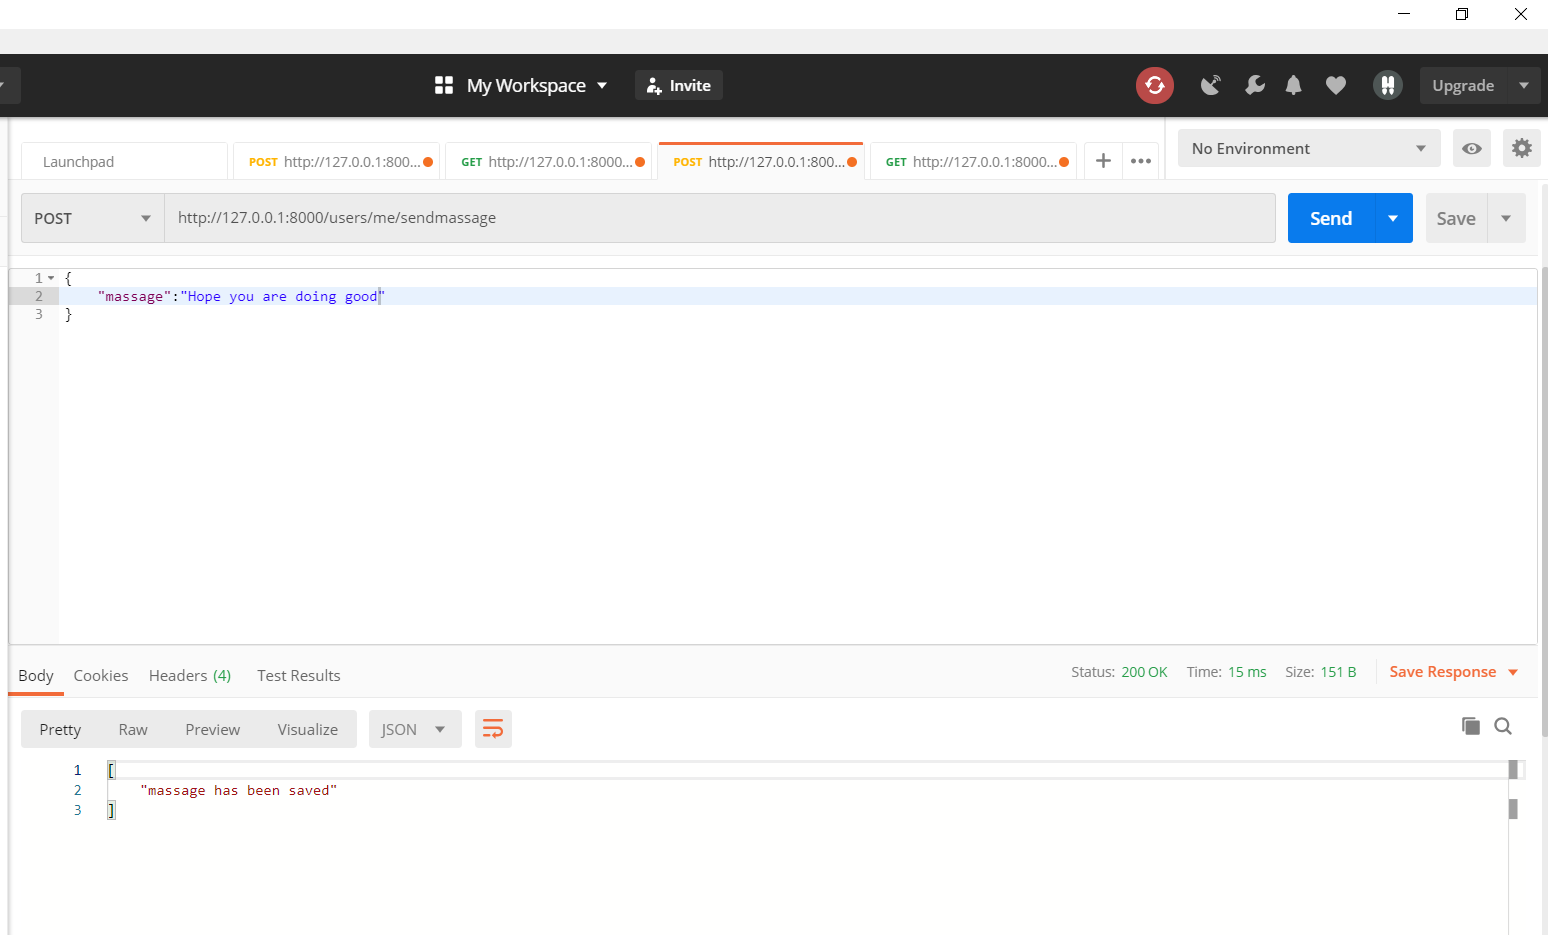 My Workspace Invite Upgrade
Launchpad POST http://127.0.0.1:800... GET http://127.0.0.1:8000... POST http://127.0.0.1:800... GET http://127.0.0.1:8000... No Environment
POST http://127.0.0.1:8000/users/me/sendmassage Send Save
1 {
2 "massage":"Hope you are doing good"
3 }
Body Cookies Headers (4) Test Results Status: 200 OK Time: 15 ms Size: 151 B Save Response
Pretty Raw Preview Visualize JSON
1 [
2 "massage has been saved"
3 ]